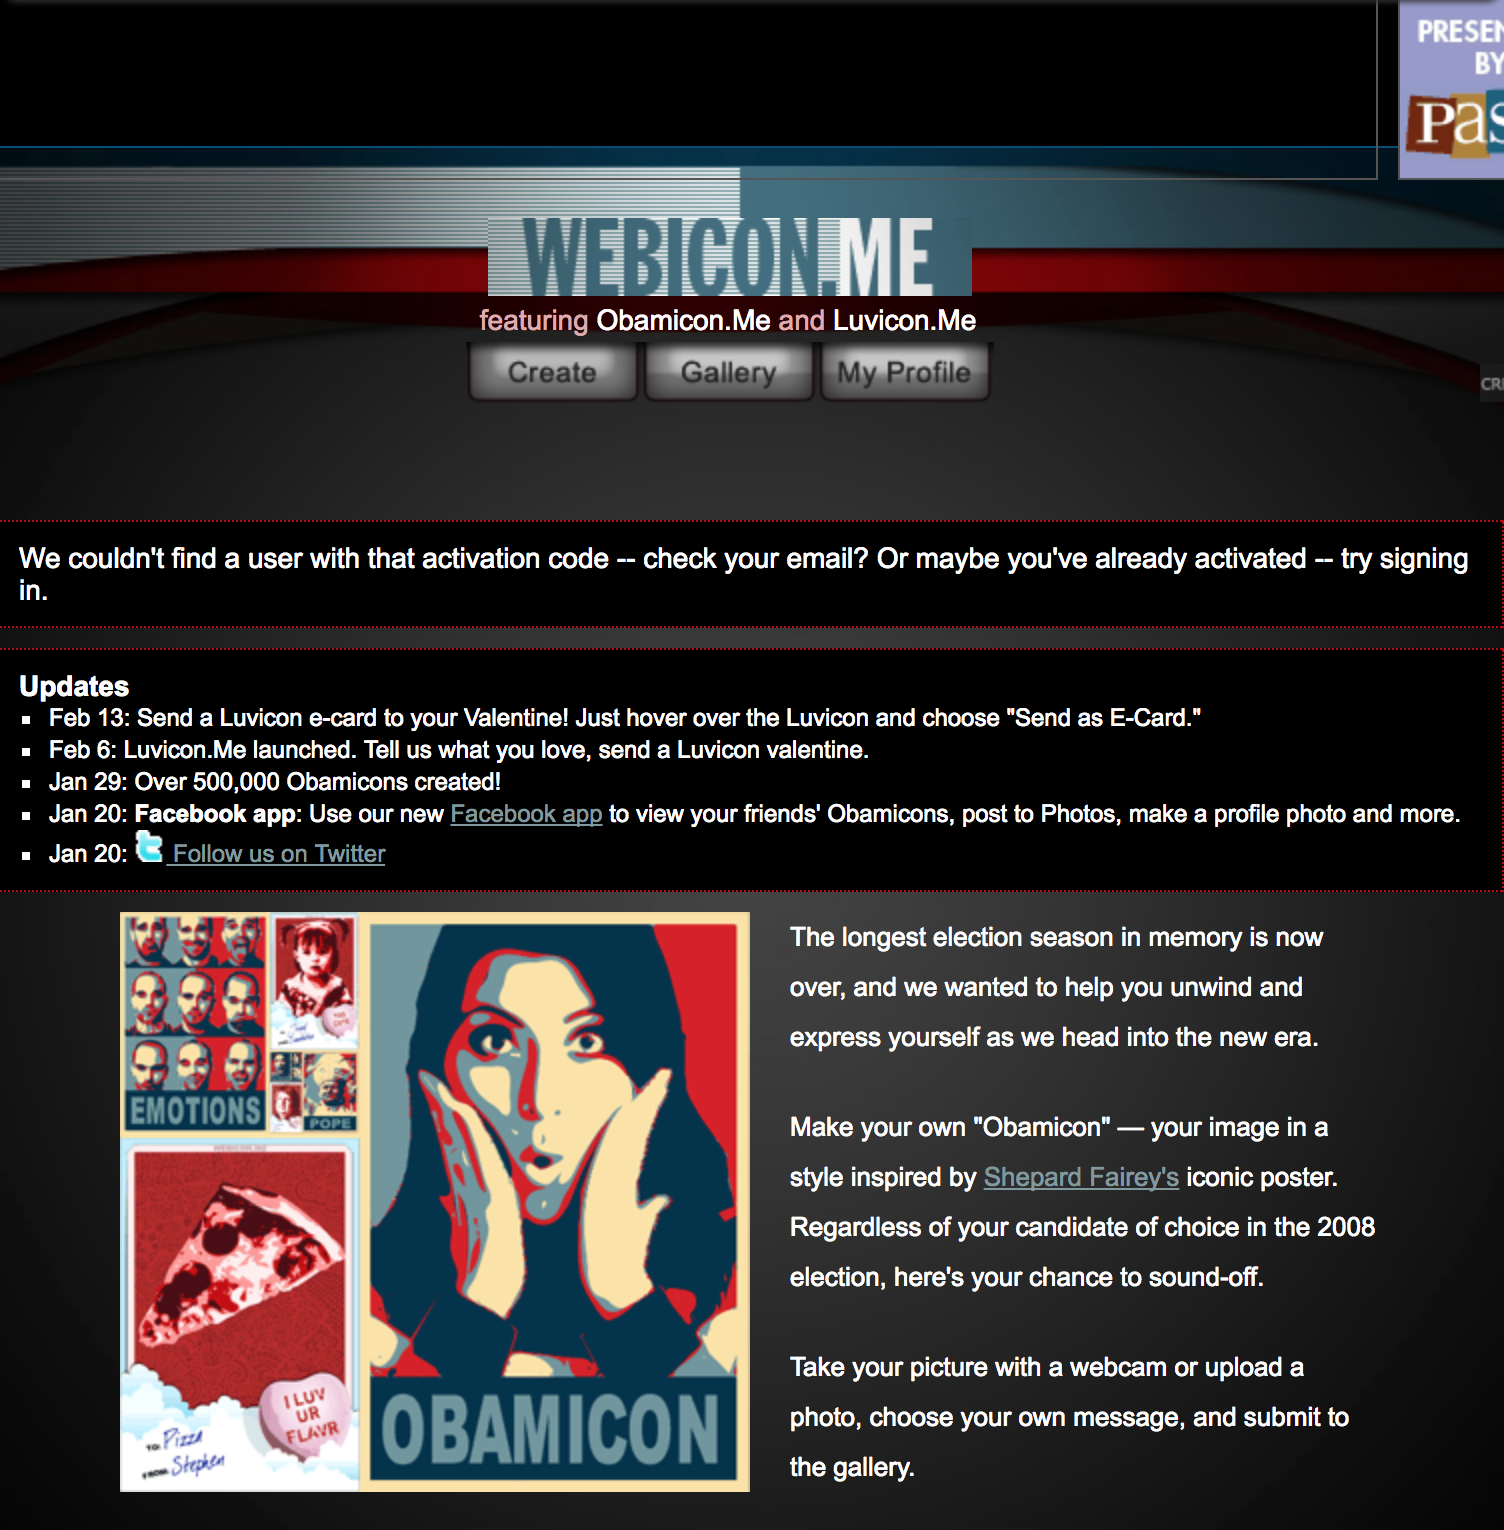 PRESEN
BY
Pas
WEBICON.ME
featuring Obamicon.Me and Luvicon.Me
Create Gallery My Profile
CR
We couldn't find a user with that activation code -- check your email? Or maybe you've already activated -- try signing
in.
Updates
Feb 13: Send a Luvicon e-card to your Valentine! Just hover over the Luvicon and choose "Send as E-Card."
Feb 6: Luvicon.Me launched. Tell us what you love, send a Luvicon valentine.
Jan 29: Over 500,000 Obamicons created!
Jan 20: Facebook app: Use our new Facebook app to view your friends' Obamicons, post to Photos, make a profile photo and more.
Jan 20: Follow us on Twitter
EMOTIONS
POPE
WEBICON.ME
I LUV
UR
FLAVR
TO: Pizza
FROM: Stephen
OBAMICON
The longest election season in memory is now
over, and we wanted to help you unwind and
express yourself as we head into the new era.
Make your own "Obamicon" — your image in a
style inspired by Shepard Fairey's iconic poster.
Regardless of your candidate of choice in the 2008
election, here's your chance to sound-off.
Take your picture with a webcam or upload a
photo, choose your own message, and submit to
the gallery.